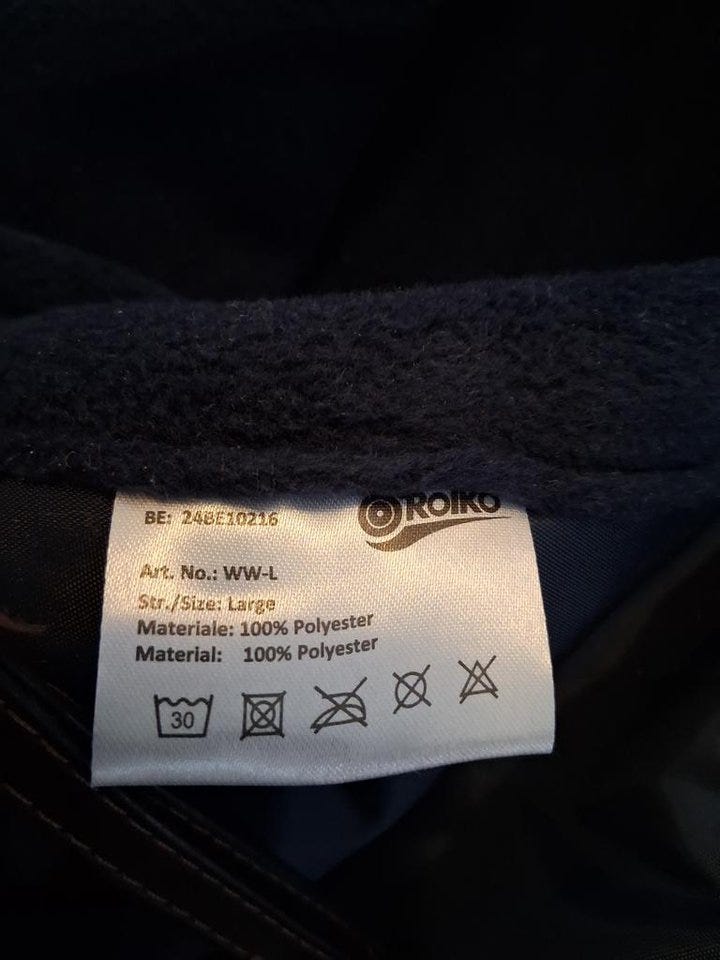 ROIKO
BE: 24BE10216
Art. No.: WW-L
Str./Size: Large
Materiale: 100% Polyester
Material: 100% Polyester
30